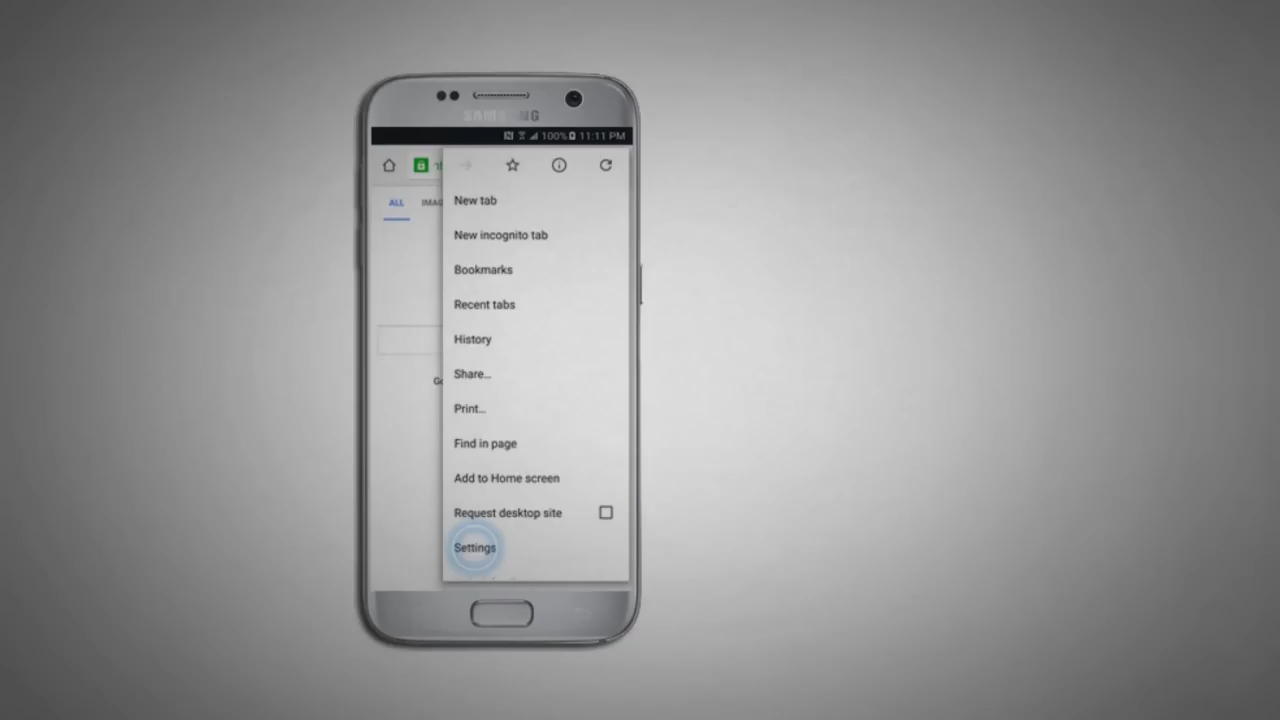 SAMSUNG
100% 11:11 PM
ALL
New tab
New incognito tab
Bookmarks
Recent tabs
History
Share...
Print...
Find in page
Add to Home screen
Request desktop site
Settings